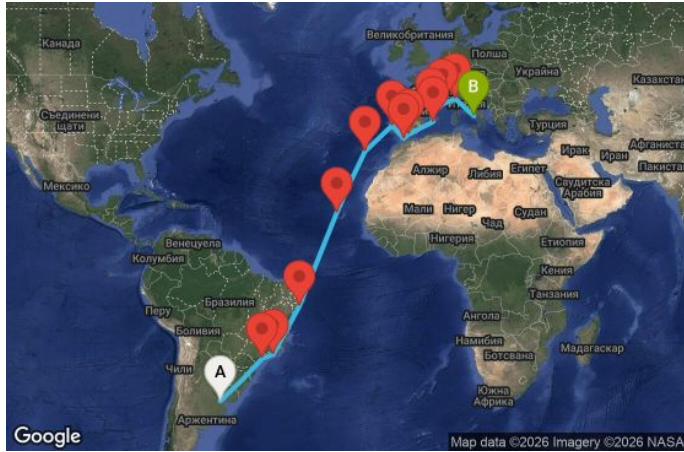 Великобритания
Канада
Полша
Украйна
Казахстан
B
Съединени
щати
Турция
Афганистан
Ирак
Иран
Пакистан
Мексико
Алжир
Либия
Египет
Саудитска
Арабия
Мали
Нигер
Чад
Судан
Венецуела
Нигерия
Етиопия
Колумбия
Кения
Бразилия
Танзания
Перу
Боливия
Ангола
Намибия
Мадагаскар
Чили
Ботсвана
A
Южна
Африка
Аржентина
Google
Map data ©2026 Imagery ©2026 NASA